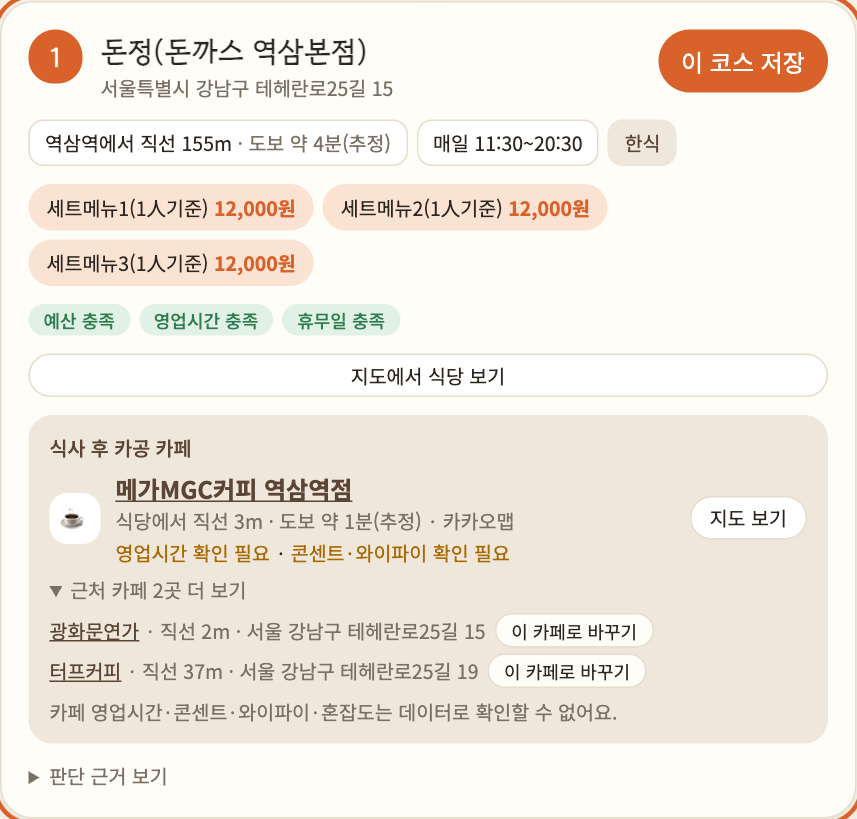 1
돈정(돈까스 역삼본점)
이 코스 저장
서울특별시 강남구 테헤란로25길 15
역삼역에서 직선 155m · 도보 약 4분(추정)
매일 11:30~20:30
한식
세트메뉴1(1人기준) 12,000원
세트메뉴2(1人기준) 12,000원
세트메뉴3(1人기준) 12,000원
예산 충족
영업시간 충족
휴무일 충족
지도에서 식당 보기
식사 후 카공 카페
메가MGC커피 역삼역점
식당에서 직선 3m · 도보 약 1분(추정) · 카카오맵
지도 보기
영업시간 확인 필요 · 콘센트·와이파이 확인 필요
▼ 근처 카페 2곳 더 보기
광화문연가 · 직선 2m · 서울 강남구 테헤란로25길 15 이 카페로 바꾸기
터프커피 · 직선 37m · 서울 강남구 테헤란로25길 19 이 카페로 바꾸기
카페 영업시간·콘센트·와이파이·혼잡도는 데이터로 확인할 수 없어요.
▶ 판단 근거 보기